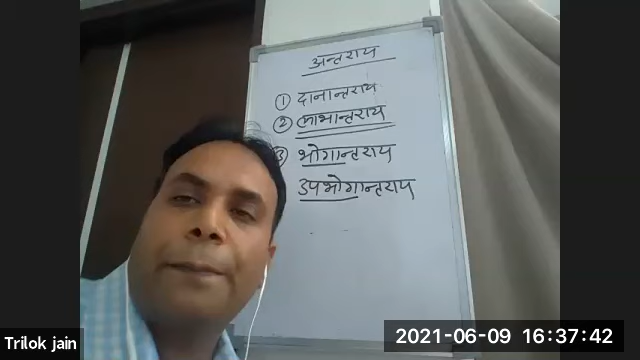 अन्तराय
① दानान्तराय
② लाभान्तराय
③ भोगान्तराय
उपभोगान्तराय
Trilok jain
2021-06-09 16:37:42